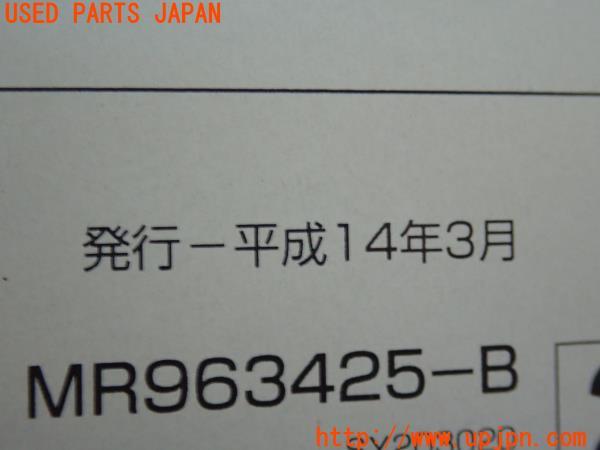 USED PARTS JAPAN
発行－平成14年3月
MR963425-B
http://www.upjpn.com